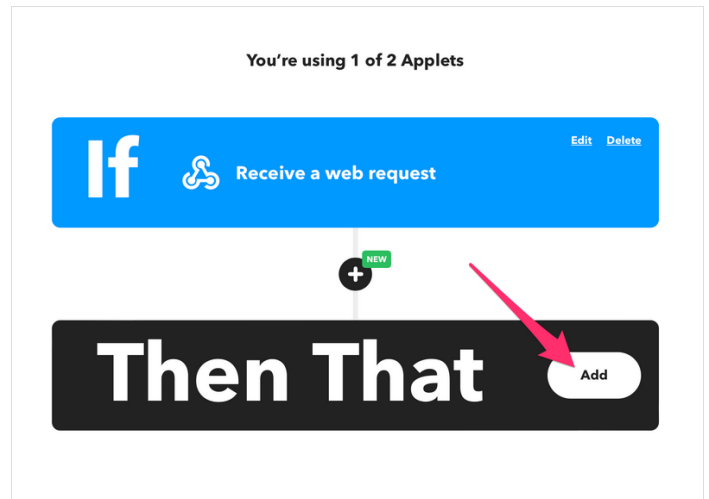 You're using 1 of 2 Applets
If Receive a web request Edit Delete
NEW
Then That Add